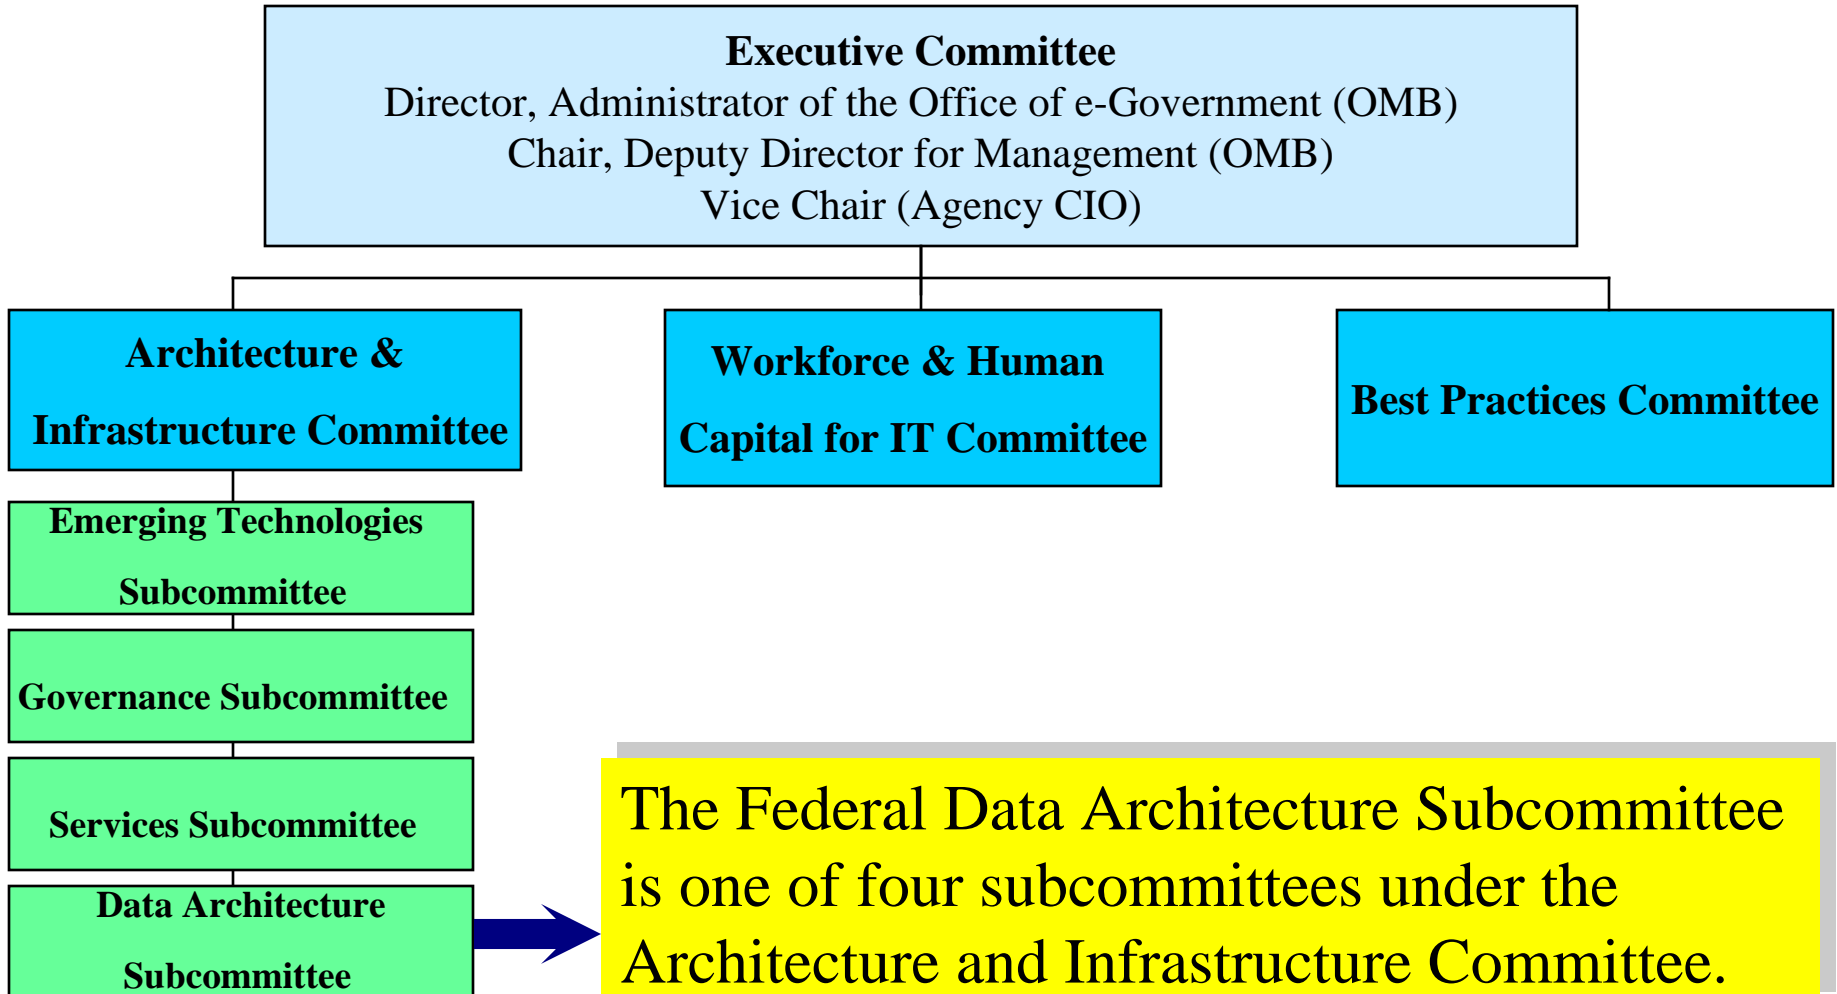 Executive Committee
Director, Administrator of the Office of e-Government (OMB)
Chair, Deputy Director for Management (OMB)
Vice Chair (Agency CIO)
Architecture &
Infrastructure Committee
Workforce & Human
Capital for IT Committee
Best Practices Committee
Emerging Technologies
Subcommittee
Governance Subcommittee
Services Subcommittee
Data Architecture
Subcommittee
The Federal Data Architecture Subcommittee
is one of four subcommittees under the
Architecture and Infrastructure Committee.